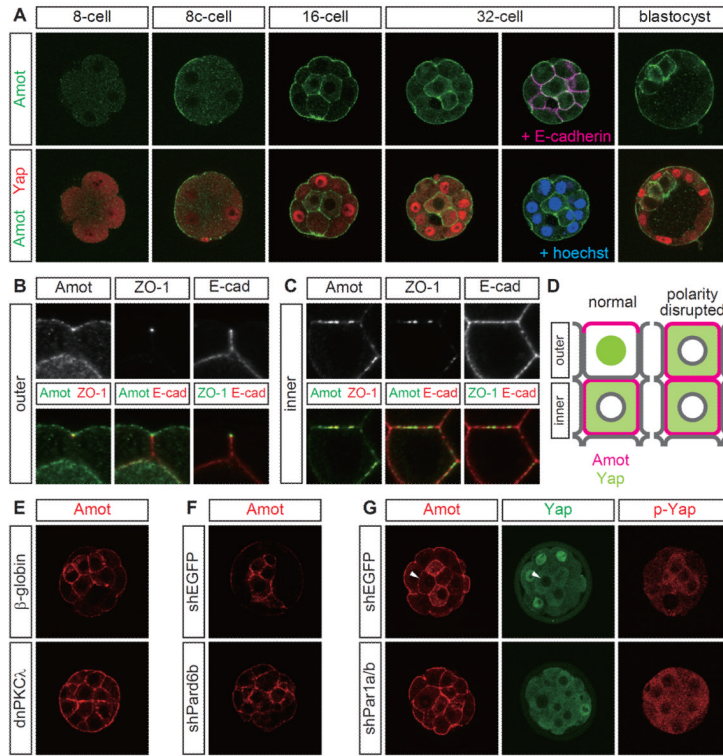 A
8-cell
8c-cell
16-cell
32-cell
blastocyst
Amot
+ E-cadherin
Amot Yap
+ hoechst
B
Amot
ZO-1
E-cad
outer
Amot ZO-1
Amot E-cad
ZO-1 E-cad
C
Amot
ZO-1
E-cad
inner
Amot ZO-1
Amot E-cad
ZO-1 E-cad
D
normal
polarity
disrupted
outer
inner
Amot
Yap
E
Amot
β-globin
dnPKCλ
F
Amot
shEGFP
shPard6b
G
Amot
Yap
p-Yap
shEGFP
shPar1a/b